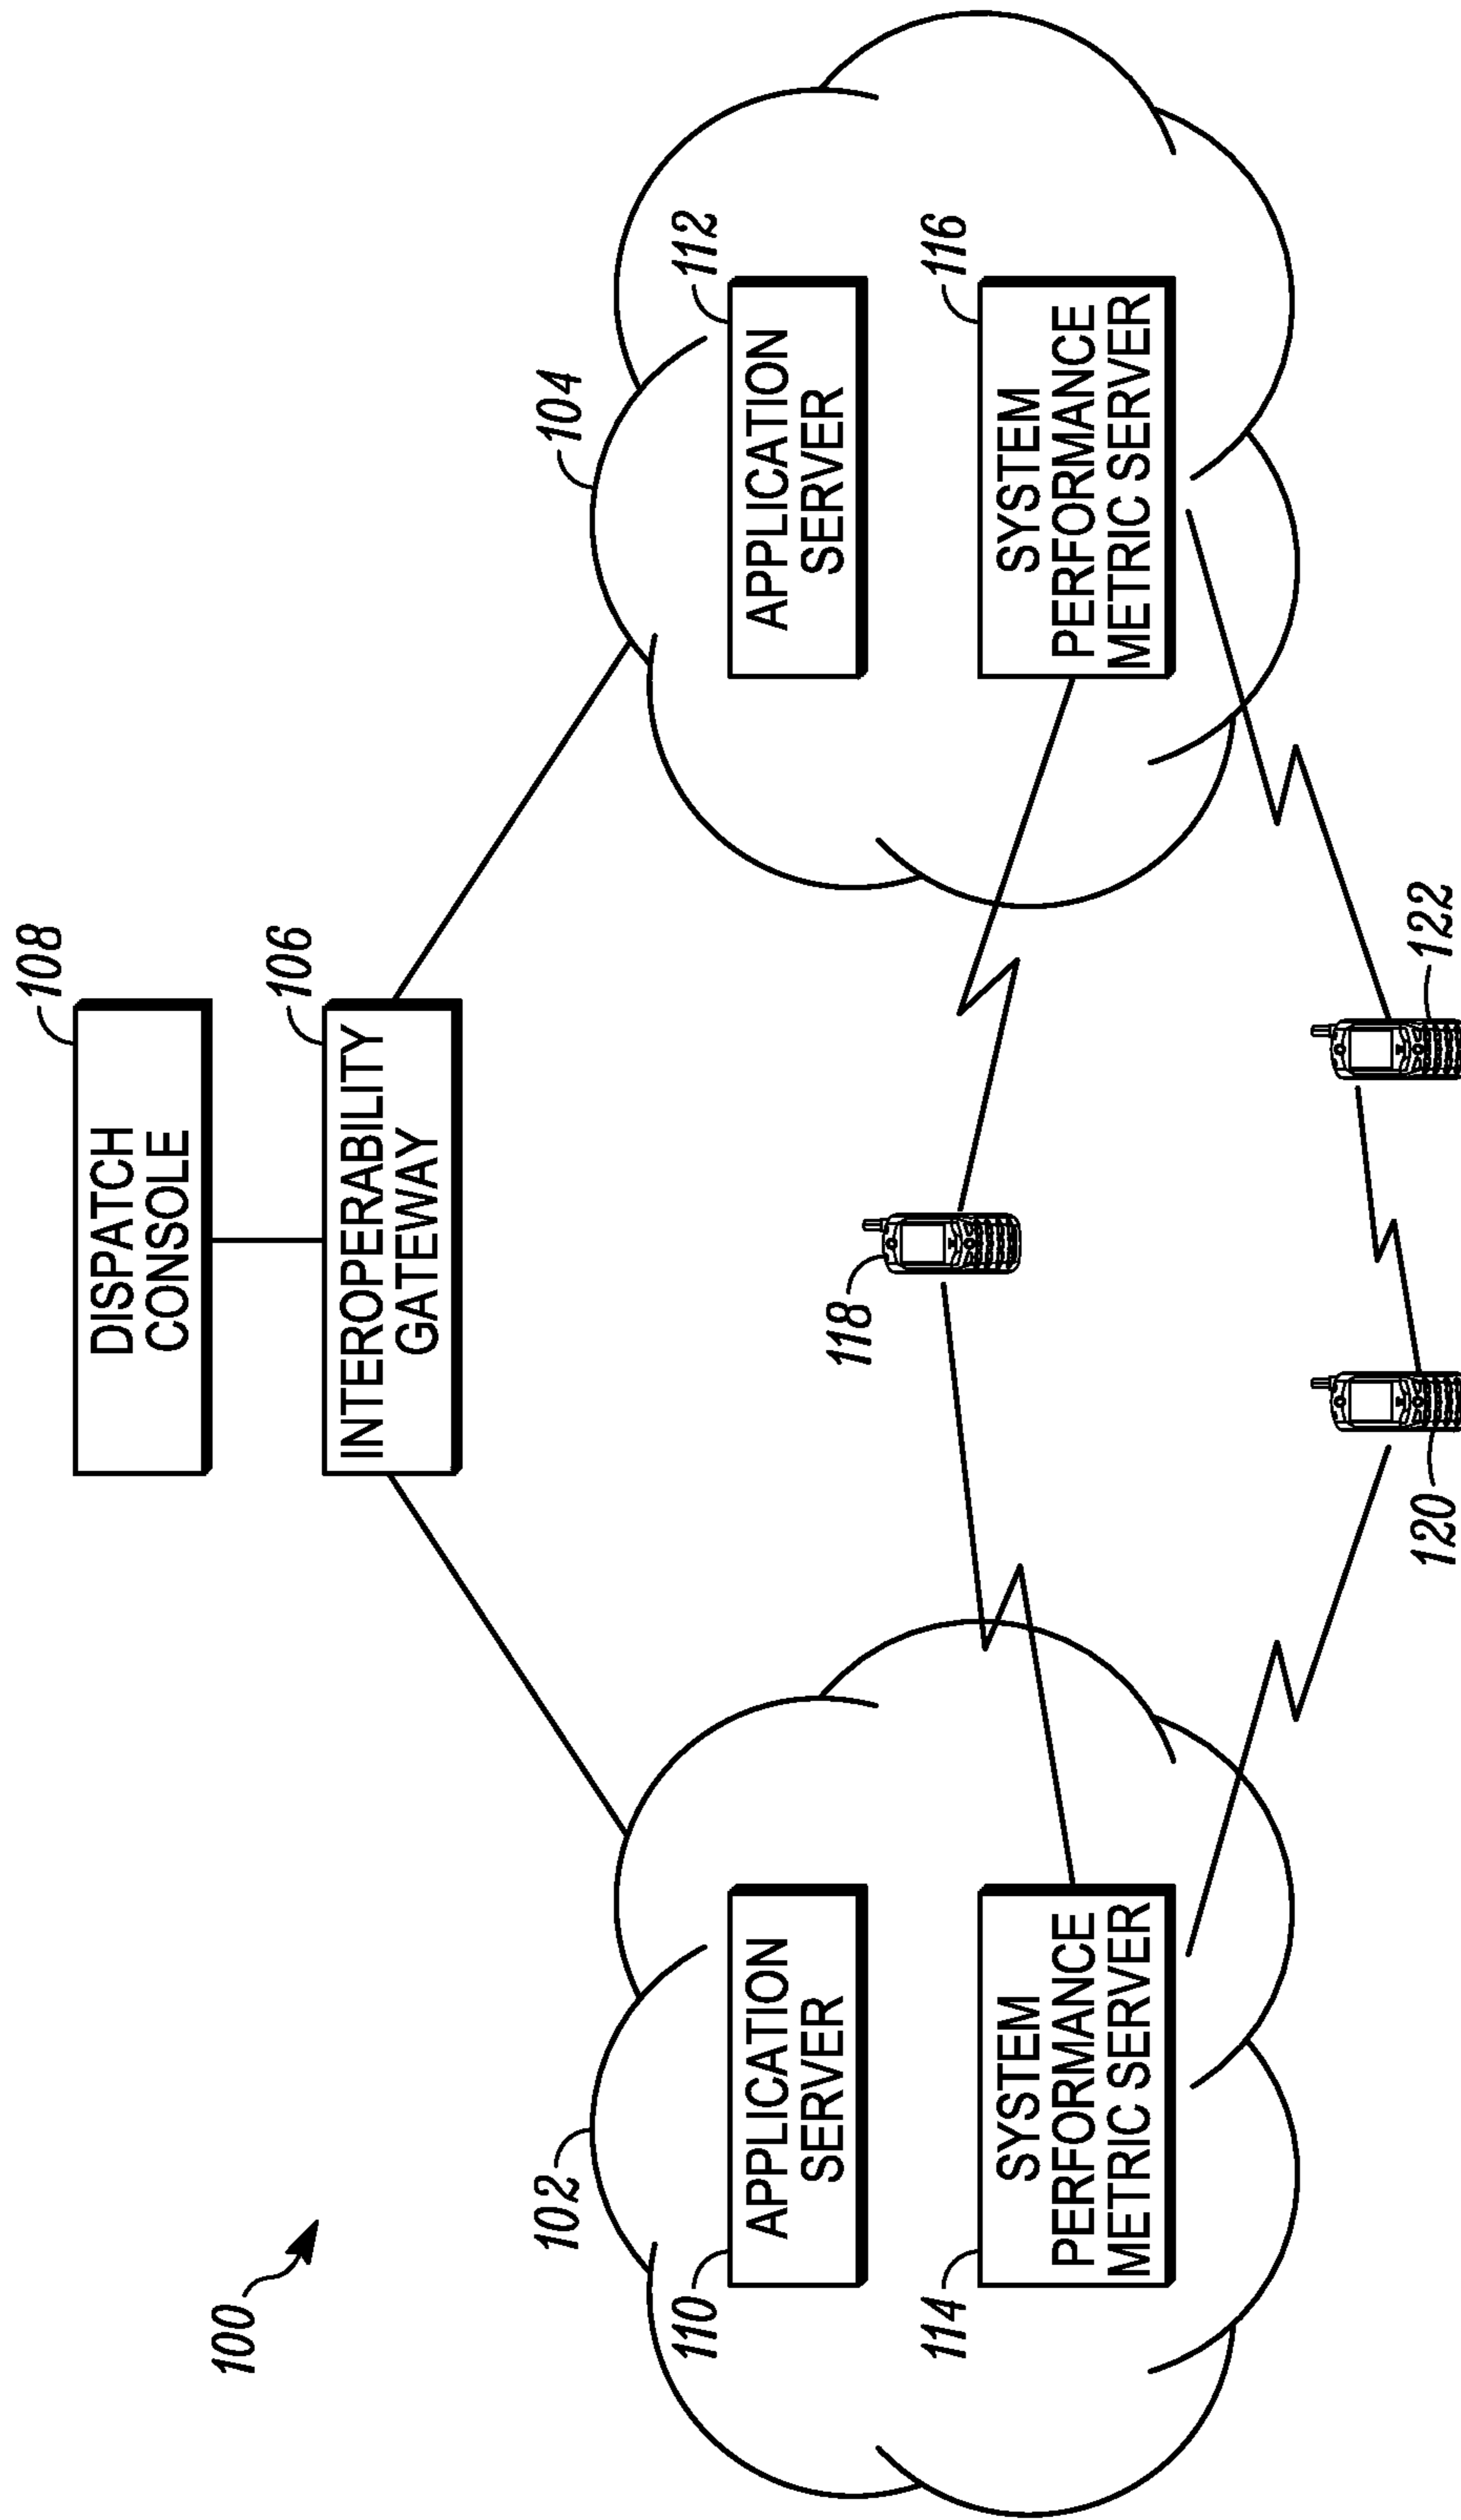 108
DISPATCH
CONSOLE
106
INTEROPERABILITY
GATEWAY
100
102
104
110
APPLICATION
SERVER
112
APPLICATION
SERVER
114
SYSTEM
PERFORMANCE
METRIC SERVER
116
SYSTEM
PERFORMANCE
METRIC SERVER
118
120
122